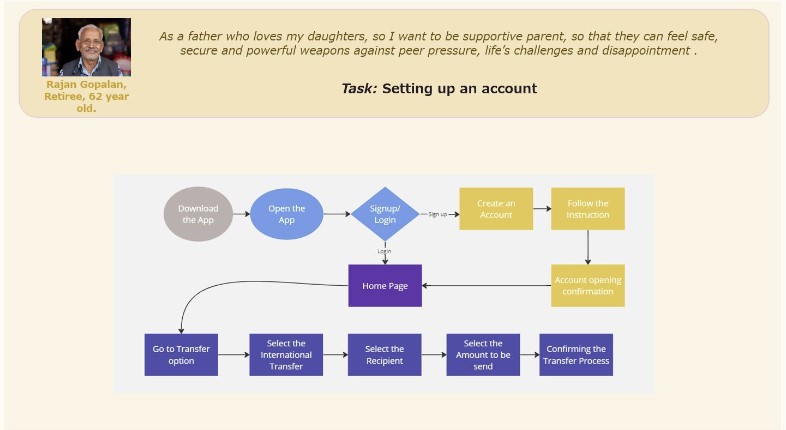 As a father who loves my daughters, so I want to be supportive parent, so that they can feel safe,
secure and powerful weapons against peer pressure, life's challenges and disappointment .
Rajan Gopalan,
Retiree, 62 year
old.
Task: Setting up an account
Download
the App
Open the
App
Signup/
Login
Sign up
Create an
Account
Follow the
Instruction
Login
Home Page
Account opening
confirmation
Go to Transfer
option
Select the
International
Transfer
Select the
Recipient
Select the
Amount to be
send
Confirming the
Transfer Process